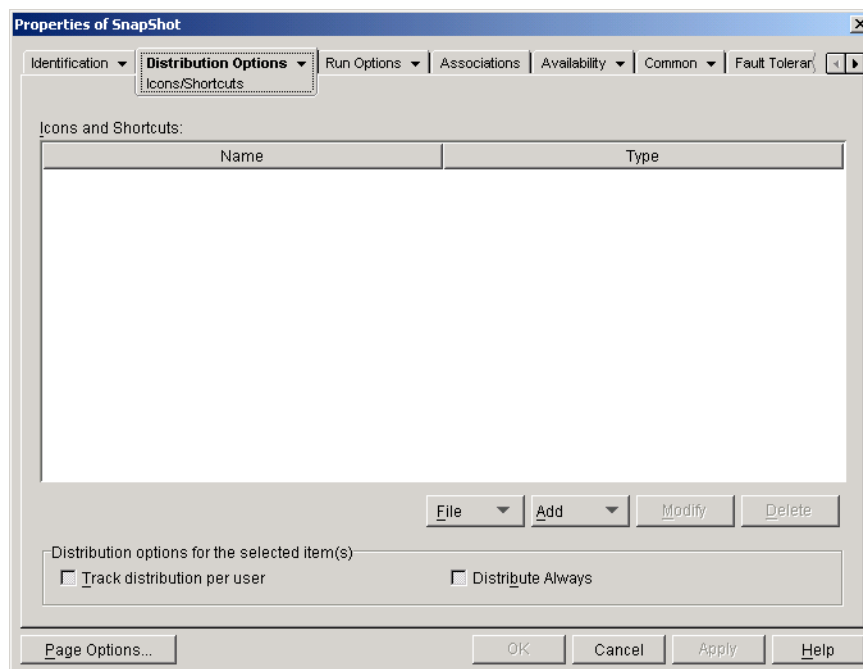 Properties of SnapShot
Identification Distribution Options Run Options Associations Availability Common Fault Toleran
Icons/Shortcuts
Icons and Shortcuts:
Name Type
File Add Modify Delete
Distribution options for the selected item(s)
Track distribution per user Distribute Always
Page Options... OK Cancel Apply Help